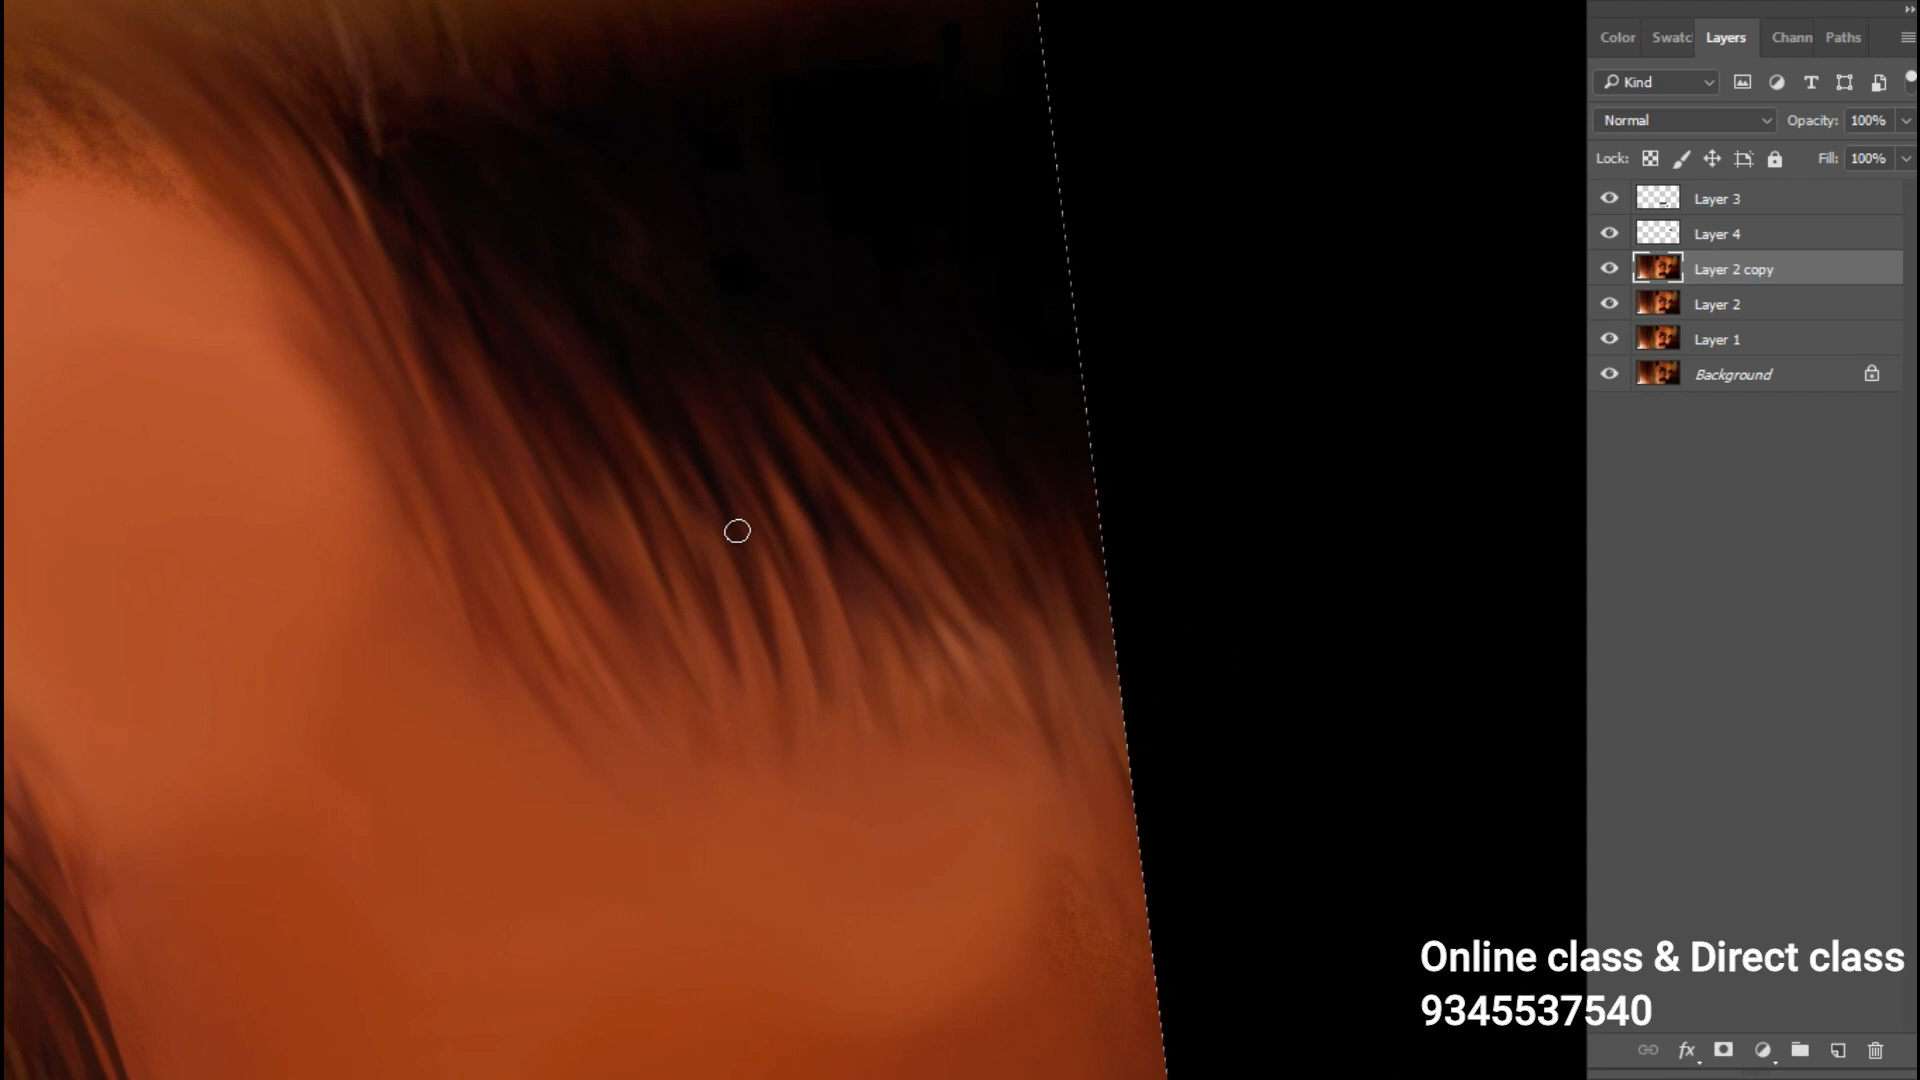 Color Swatc Layers Chann Paths
Kind
Normal Opacity: 100%
Lock: Fill: 100%
Layer 3
Layer 4
Layer 2 copy
Layer 2
Layer 1
Background
Online class & Direct class
9345537540
fx